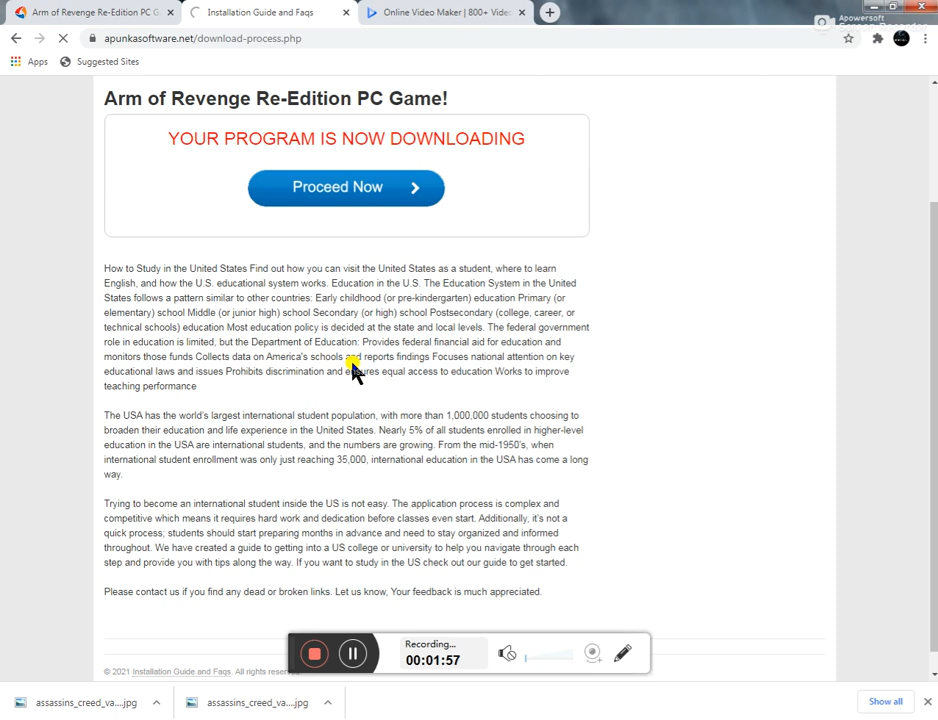 Arm of Revenge Re-Edition PC G
Installation Guide and Faqs
Online Video Maker | 800+ Video
Apowersoft
apunkasoftware.net/download-process.php
Apps
Suggested Sites
Arm of Revenge Re-Edition PC Game!
YOUR PROGRAM IS NOW DOWNLOADING
Proceed Now
How to Study in the United States Find out how you can visit the United States as a student, where to learn
English, and how the U.S. educational system works. Education in the U.S. The Education System in the United
States follows a pattern similar to other countries: Early childhood (or pre-kindergarten) education Primary (or
elementary) school Middle (or junior high) school Secondary (or high) school Postsecondary (college, career, or
technical schools) education Most education policy is decided at the state and local levels. The federal government
role in education is limited, but the Department of Education: Provides federal financial aid for education and
monitors those funds Collects data on America's schools and reports findings Focuses national attention on key
educational laws and issues Prohibits discrimination and ensures equal access to education Works to improve
teaching performance
The USA has the world's largest international student population, with more than 1,000,000 students choosing to
broaden their education and life experience in the United States. Nearly 5% of all students enrolled in higher-level
education in the USA are international students, and the numbers are growing. From the mid-1950's, when
international student enrollment was only just reaching 35,000, international education in the USA has come a long
way.
Trying to become an international student inside the US is not easy. The application process is complex and
competitive which means it requires hard work and dedication before classes even start. Additionally, it's not a
quick process; students should start preparing months in advance and need to stay organized and informed
throughout. We have created a guide to getting into a US college or university to help you navigate through each
step and provide you with tips along the way. If you want to study in the US check out our guide to get started.
Please contact us if you find any dead or broken links. Let us know, Your feedback is much appreciated.
Recording...
00:01:57
© 2021 Installation Guide and Faqs. All rights rese
assassins_creed_va....jpg
assassins_creed_va....jpg
Show all